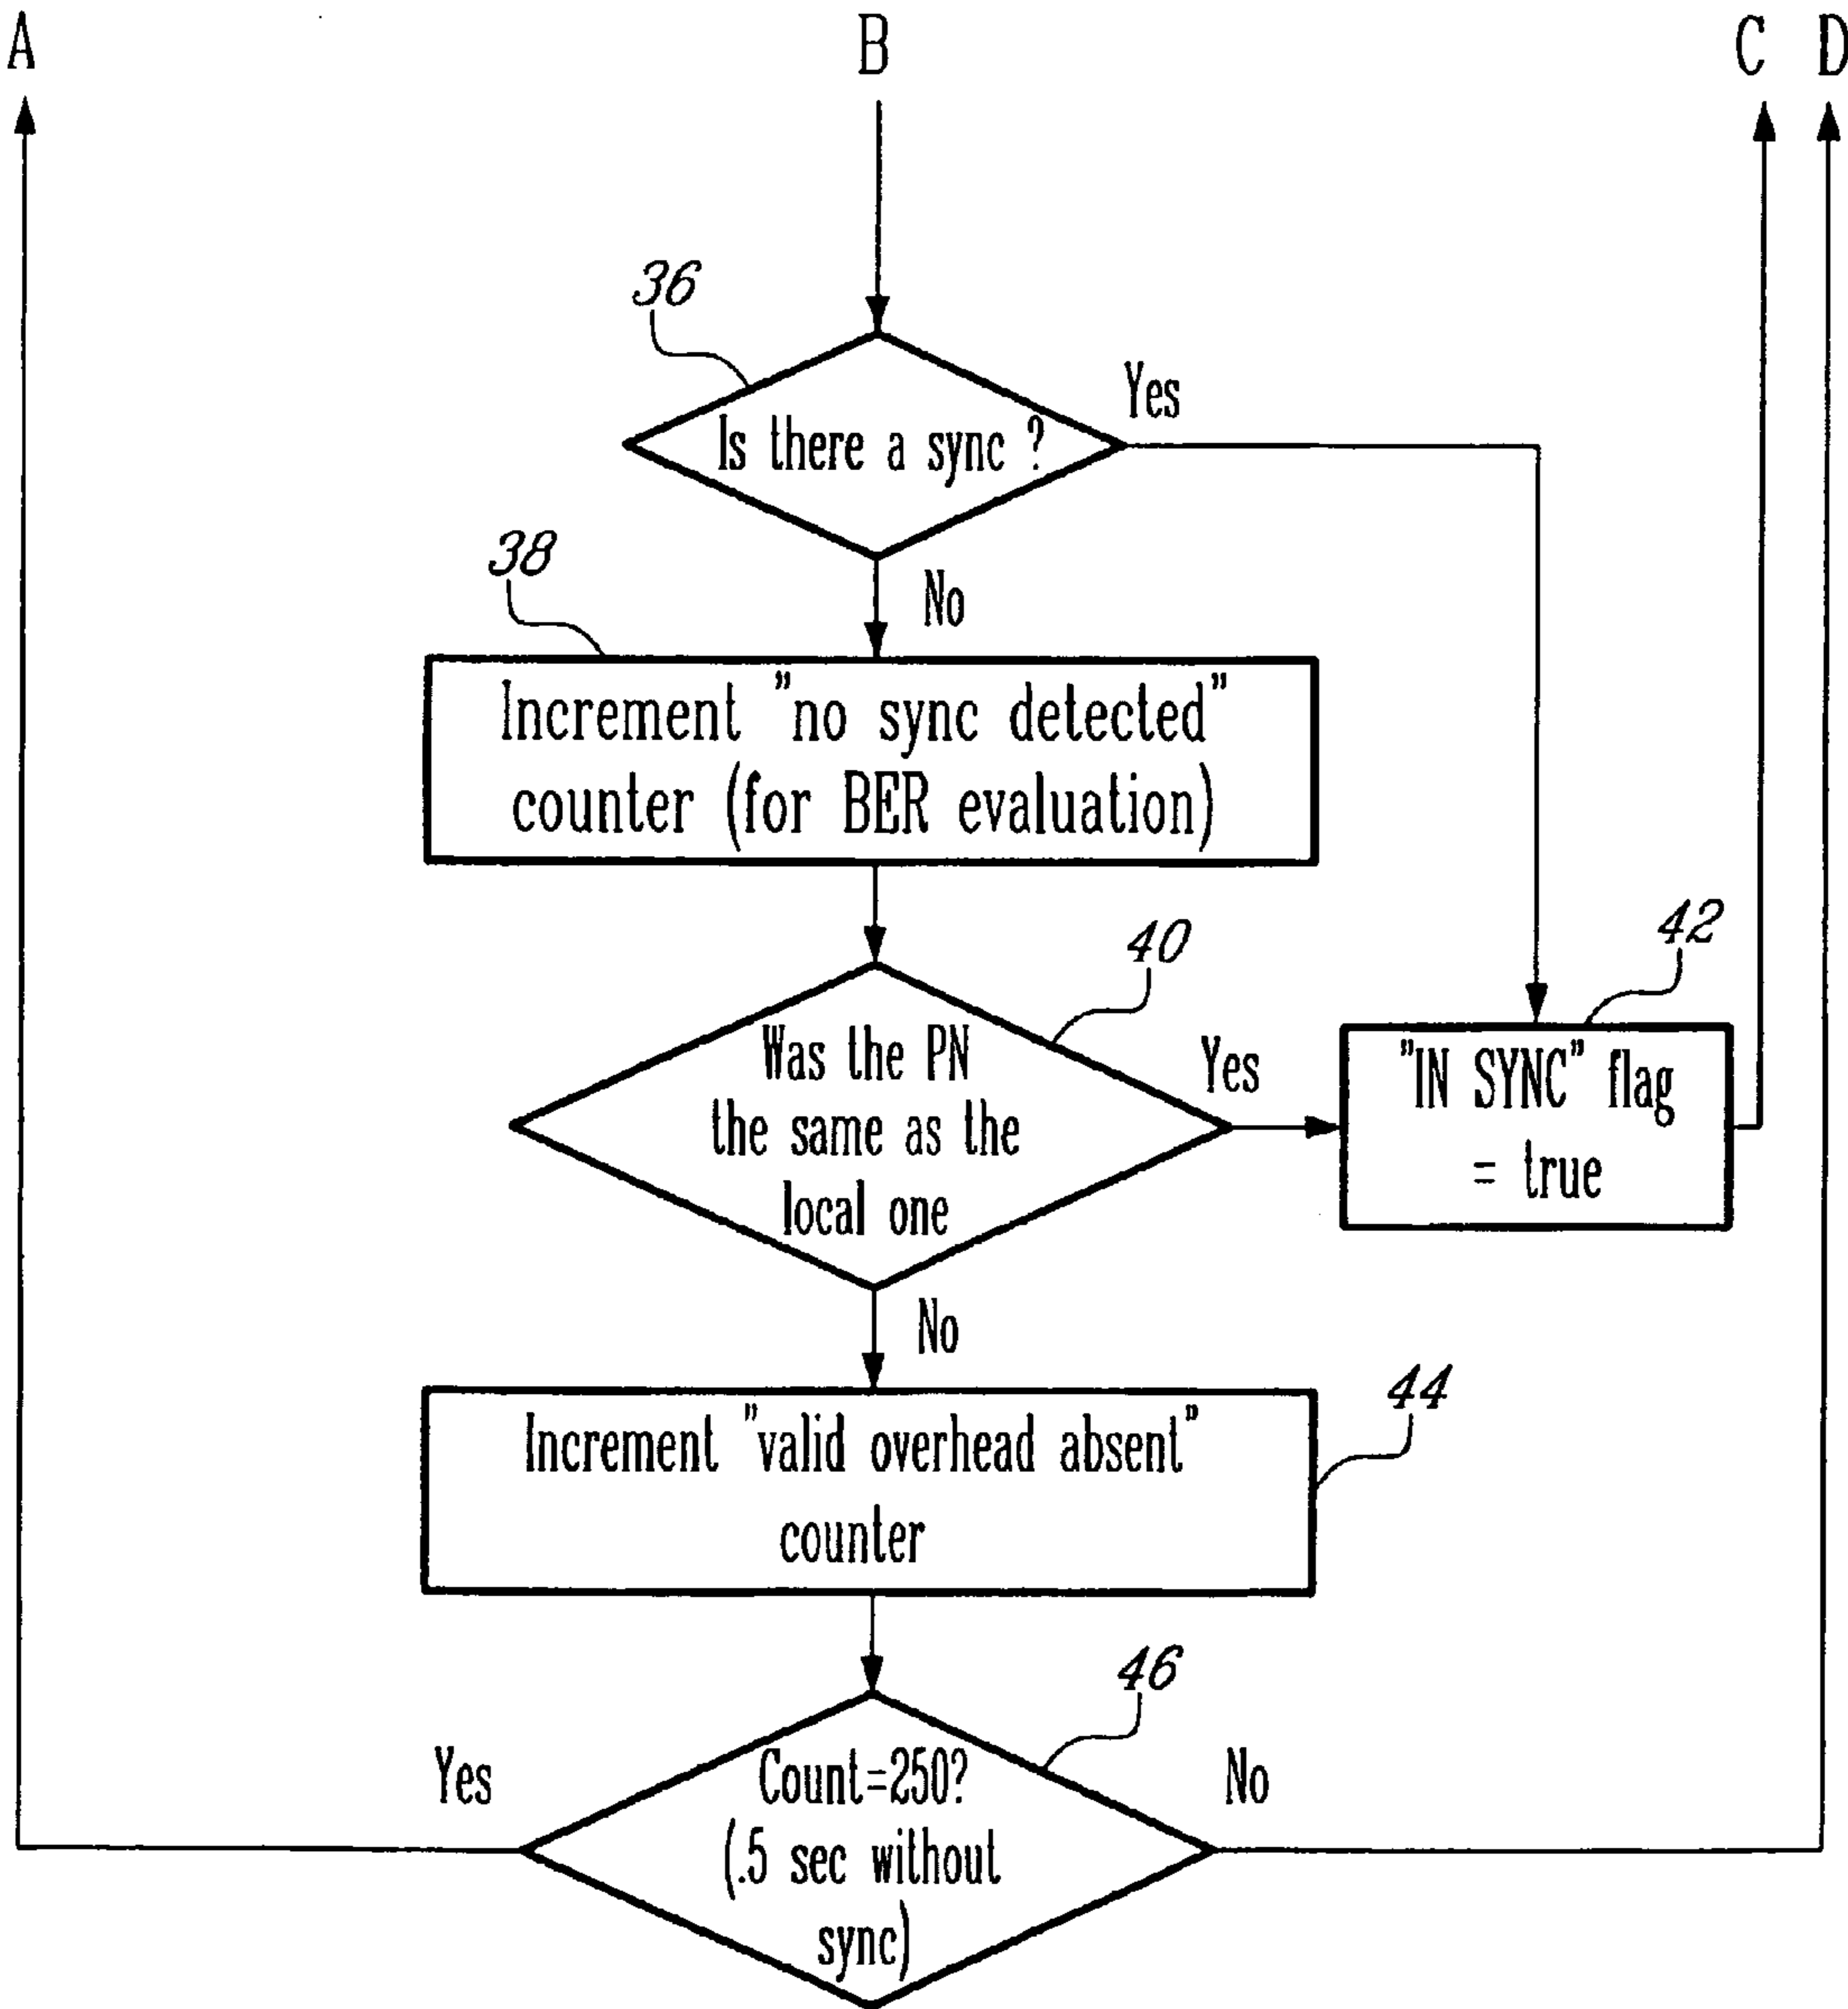 A
B
C
D
36
Is there a sync ?
Yes
No
38
Increment "no sync detected"
counter (for BER evaluation)
40
Was the PN
the same as the
local one
Yes
42
"IN SYNC" flag
= true
No
44
Increment "valid overhead absent"
counter
46
Yes
Count=250?
(.5 sec without
sync)
No